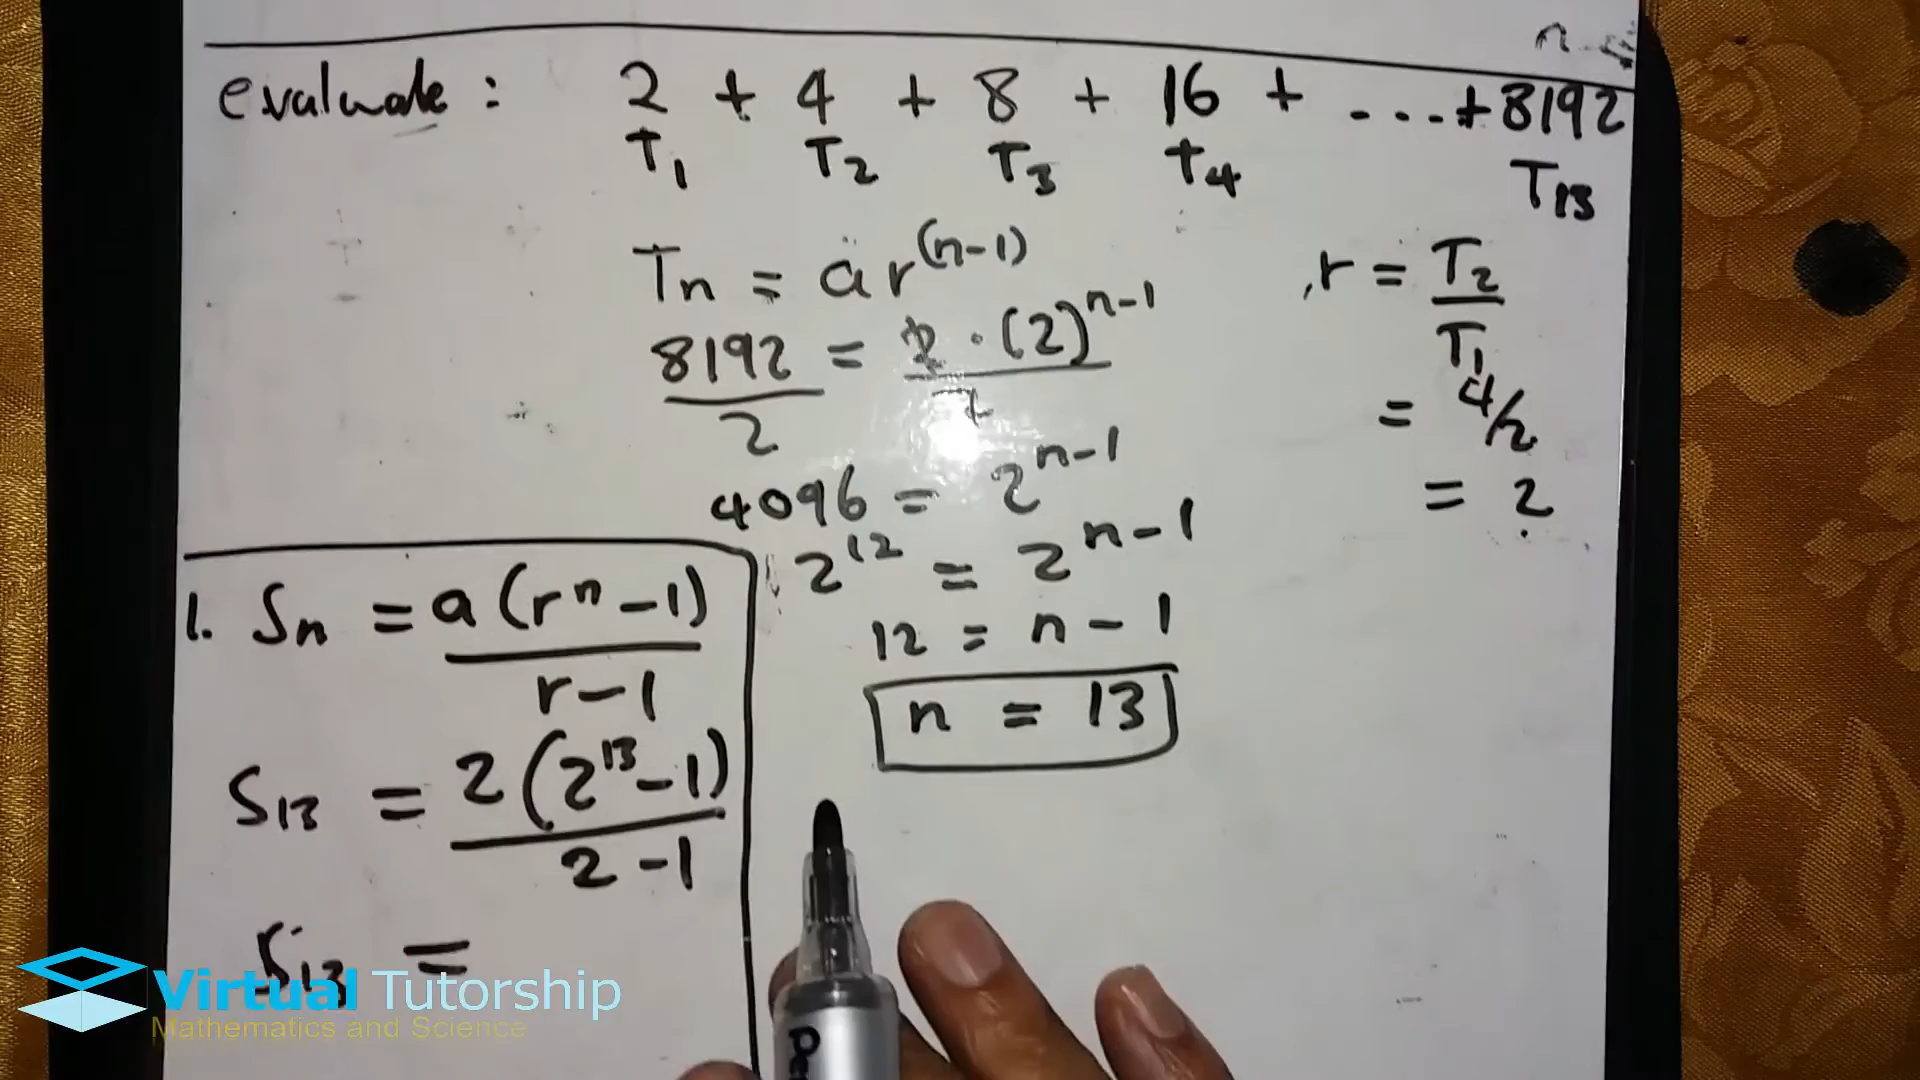 evaluate : 2 + 4 + 8 + 16 + ....+ 8192
T₁ T₂ T₃ T₄ T₁₃
Tn = ar^(n-1)
8192/2 = 2 · (2)^n-1 / 2
4096 = 2^n-1
2^12 = 2^n-1
12 = n - 1
n = 13
r = T₂/T₁
= 4/2
= 2
1. Sn = a(r^n - 1)/r - 1
S₁₃ = 2(2^13 - 1)/2 - 1
S₁₃ =
Virtual Tutorship
Mathematics and Science